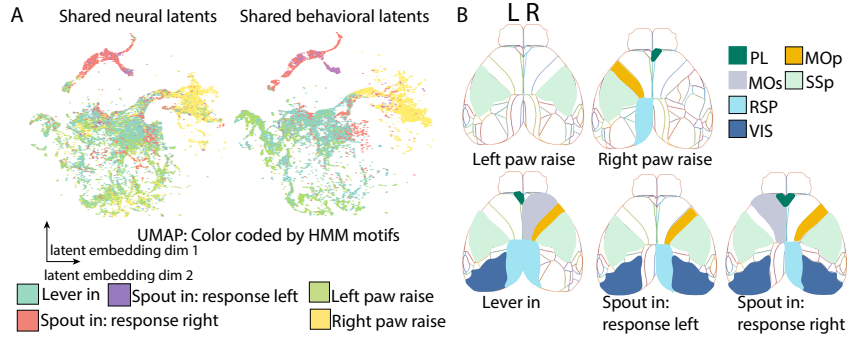 A
Shared neural latents
Shared behavioral latents
UMAP: Color coded by HMM motifs
latent embedding dim 1
latent embedding dim 2
Lever in
Spout in: response left
Left paw raise
Spout in: response right
Right paw raise
B
L R
PL
MOp
MOs
SSp
RSP
VIS
Left paw raise
Right paw raise
Lever in
Spout in:
response left
Spout in:
response right